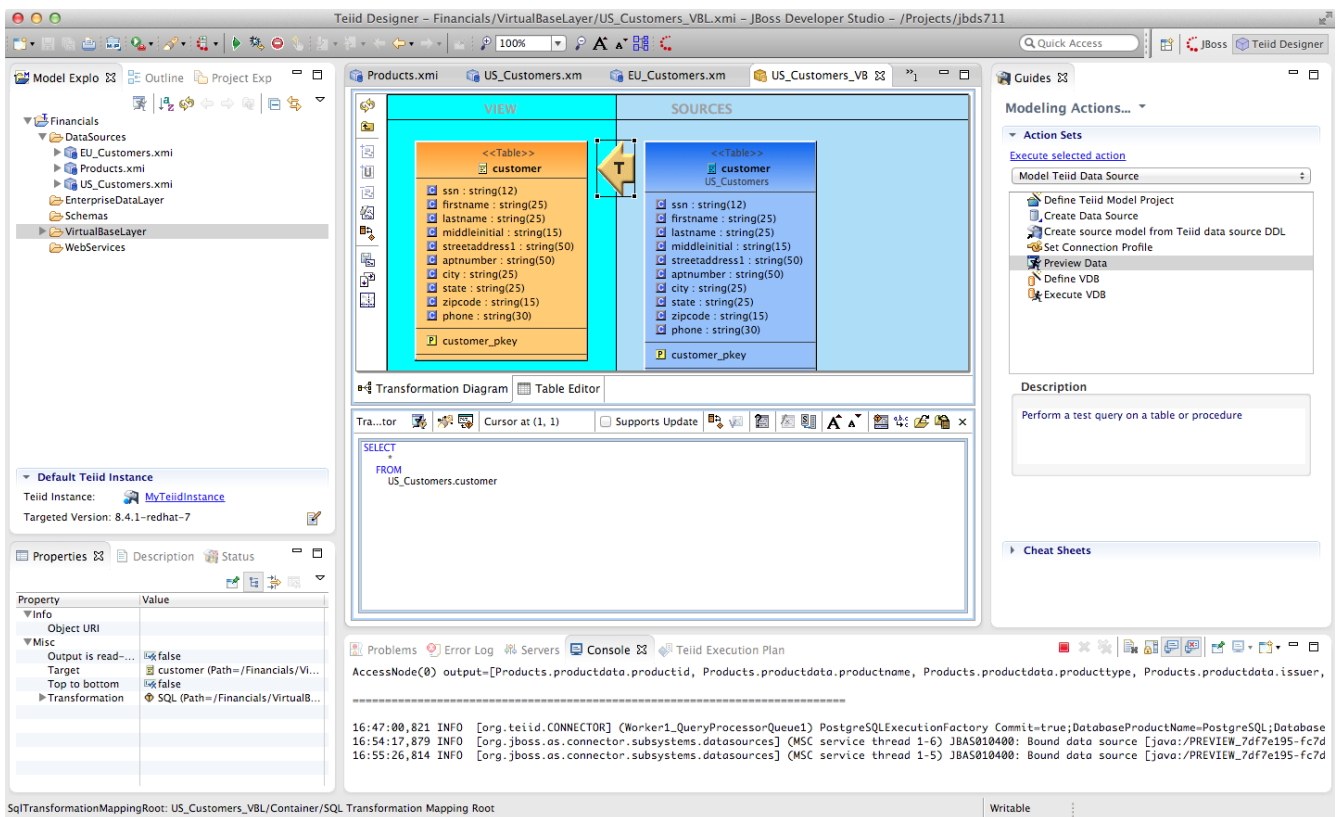 Teiid Designer – Financials/VirtualBaseLayer/US_Customers_VBL.xmi – JBoss Developer Studio – /Projects/jbds711
100%
Quick Access
JBoss
Teiid Designer
Model Explo
Outline
Project Exp
Financials
DataSources
EU_Customers.xmi
Products.xmi
US_Customers.xmi
EnterpriseDataLayer
Schemas
VirtualBaseLayer
WebServices
Default Teiid Instance
Teiid Instance: MyTeiidInstance
Targeted Version: 8.4.1–redhat–7
Properties
Description
Status
Property Value
Info
Object URI
Misc
Output is read–... false
Target customer (Path=/Financials/Vi...
Top to bottom false
Transformation SQL (Path=/Financials/VirtualB...
Products.xmi
US_Customers.xm
EU_Customers.xm
US_Customers_VB
»1
VIEW
SOURCES
<<Table>>
customer
ssn : string(12)
firstname : string(25)
lastname : string(25)
middleinitial : string(15)
streetaddress1 : string(50)
aptnumber : string(50)
city : string(25)
state : string(25)
zipcode : string(15)
phone : string(30)
customer_pkey
T
<<Table>>
customer
US_Customers
ssn : string(12)
firstname : string(25)
lastname : string(25)
middleinitial : string(15)
streetaddress1 : string(50)
aptnumber : string(50)
city : string(25)
state : string(25)
zipcode : string(15)
phone : string(30)
customer_pkey
Transformation Diagram
Table Editor
Tra...tor
Cursor at (1, 1)
Supports Update
SELECT
*
FROM
US_Customers.customer
Guides
Modeling Actions...
Action Sets
Execute selected action
Model Teiid Data Source
Define Teiid Model Project
Create Data Source
Create source model from Teiid data source DDL
Set Connection Profile
Preview Data
Define VDB
Execute VDB
Description
Perform a test query on a table or procedure
Cheat Sheets
Problems
Error Log
Servers
Console
Teiid Execution Plan
AccessNode(0) output=[Products.productdata.productid, Products.productdata.productname, Products.productdata.producttype, Products.productdata.issuer,
======================================================================
16:47:00,821 INFO [org.teiid.CONNECTOR] (Worker1_QueryProcessorQueue1) PostgreSQLExecutionFactory Commit=true;DatabaseProductName=PostgreSQL;Database
16:54:17,879 INFO [org.jboss.as.connector.subsystems.datasources] (MSC service thread 1-6) JBAS010400: Bound data source [java:/PREVIEW_7df7e195-fc7d
16:55:26,814 INFO [org.jboss.as.connector.subsystems.datasources] (MSC service thread 1-5) JBAS010400: Bound data source [java:/PREVIEW_7df7e195-fc7d
SqlTransformationMappingRoot: US_Customers_VBL/Container/SQL Transformation Mapping Root
Writable